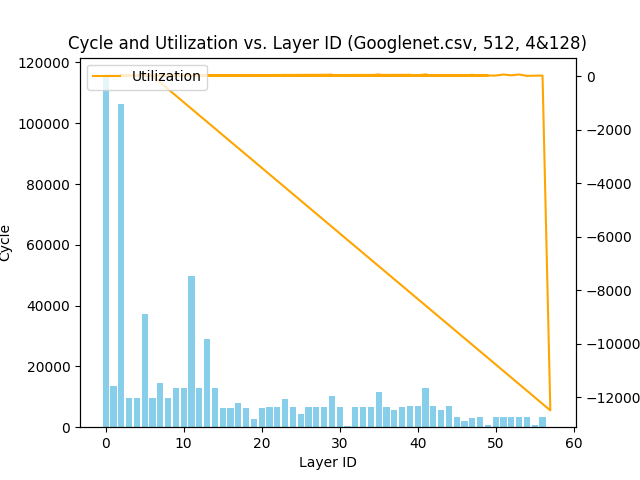 Cycle and Utilization vs. Layer ID (Googlenet.csv, 512, 4&128)
Utilization
120000
100000
80000
60000
40000
20000
0
Cycle
0
−2000
−4000
−6000
−8000
−10000
−12000
0 10 20 30 40 50 60
Layer ID